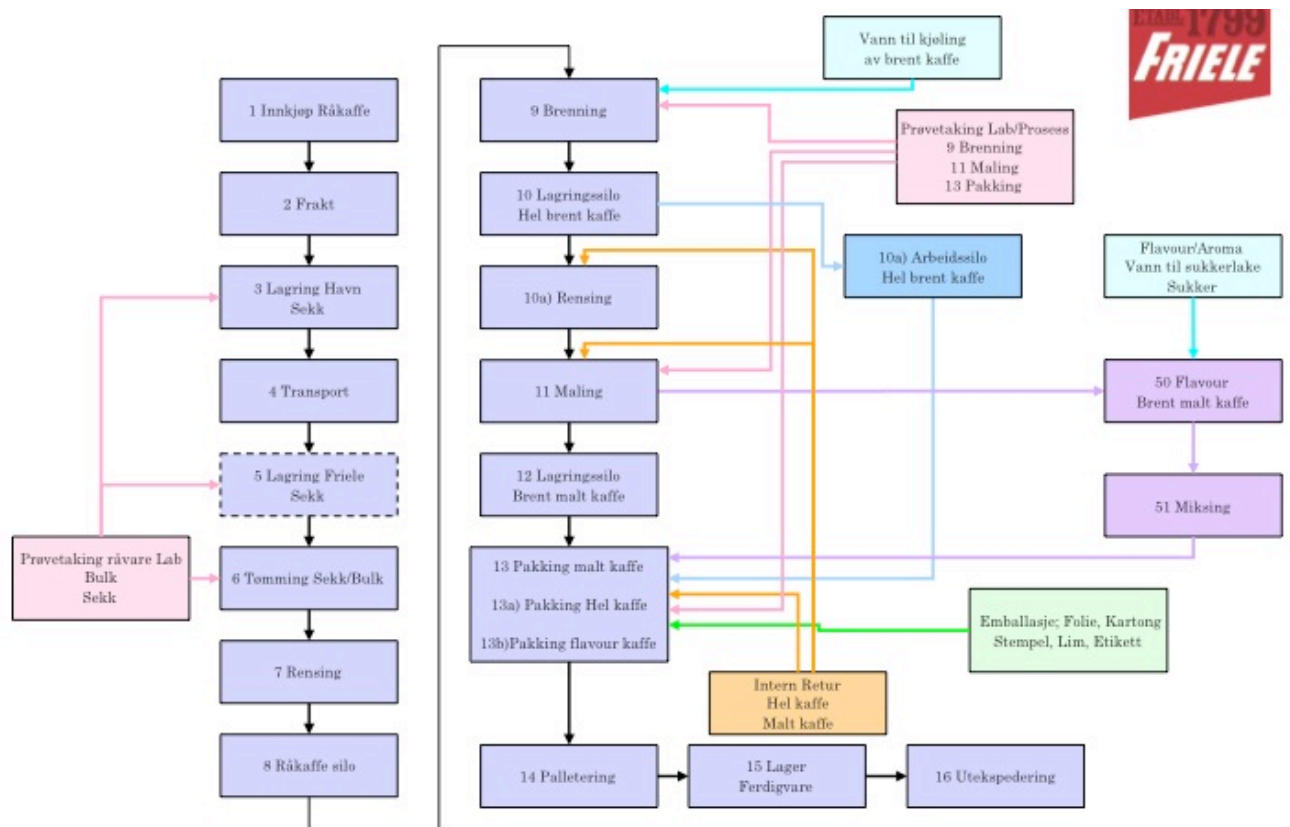 ETABL 1799
FRIELE
Vann til kjøling
av brent kaffe
1 Innkjøp Råkaffe
9 Brenning
Prøvetaking Lab/Prosess
9 Brenning
11 Maling
13 Pakking
2 Frakt
10 Lagringssilo
Hel brent kaffe
10a) Arbeidssilo
Hel brent kaffe
Flavour/Aroma
Vann til sukkerlake
Sukker
3 Lagring Havn
Sekk
10a) Rensing
4 Transport
11 Maling
50 Flavour
Brent malt kaffe
5 Lagring Friele
Sekk
12 Lagringssilo
Brent malt kaffe
51 Miksing
Prøvetaking råvare Lab
Bulk
Sekk
6 Tømming Sekk/Bulk
13 Pakking malt kaffe
13a) Pakking Hel kaffe
13b)Pakking flavour kaffe
Emballasje; Folie, Kartong
Stempel, Lim, Etikett
7 Rensing
Intern Retur
Hel kaffe
Malt kaffe
8 Råkaffe silo
14 Palletering
15 Lager
Ferdigvare
16 Utekspedering